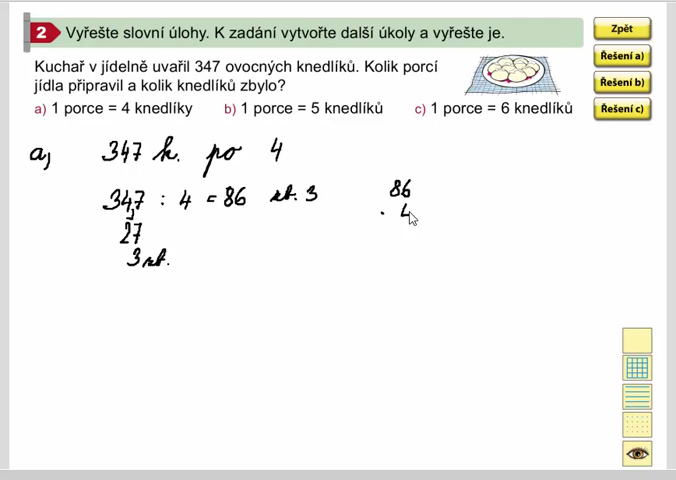 2 Vyřešte slovní úlohy. K zadání vytvořte další úkoly a vyřešte je.
Zpět
Řešení a)
Řešení b)
Řešení c)
Kuchař v jídelně uvařil 347 ovocných knedlíků. Kolik porcí
jídla připravil a kolik knedlíků zbylo?
a) 1 porce = 4 knedlíky b) 1 porce = 5 knedlíků c) 1 porce = 6 knedlíků
a) 347 k. po 4
347 : 4 = 86 zb. 3
27
3 zb.
86
. 4